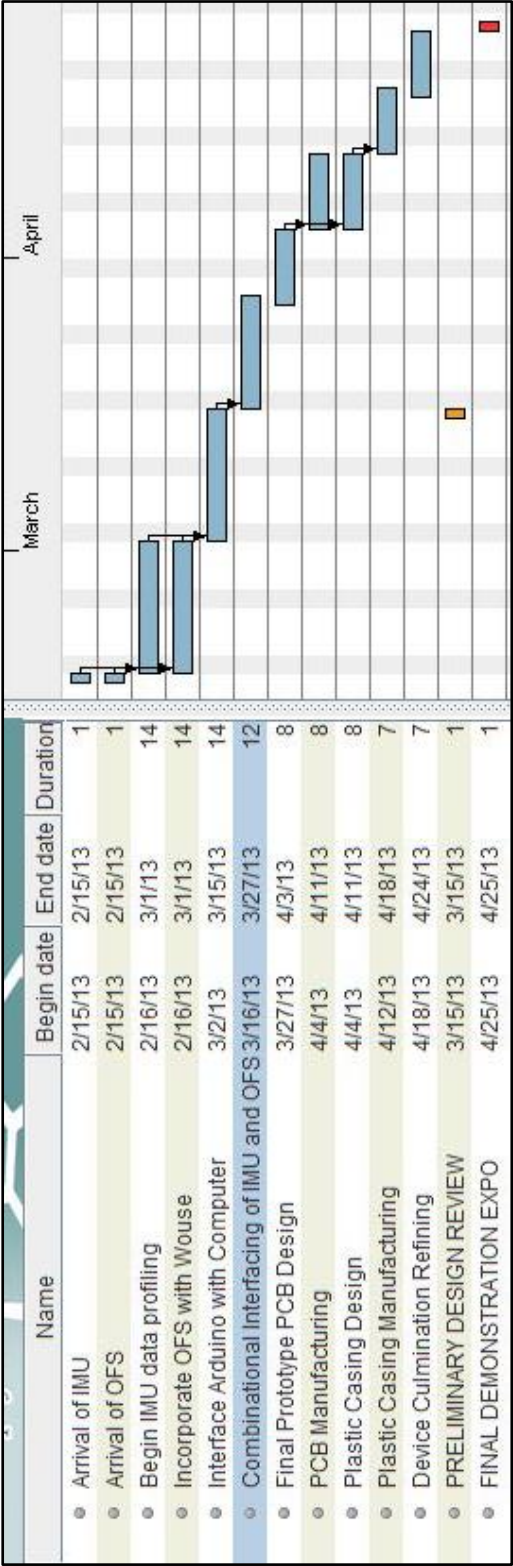 Name Begin date End date Duration
Arrival of IMU 2/15/13 2/15/13 1
Arrival of OFS 2/15/13 2/15/13 1
Begin IMU data profiling 2/16/13 3/1/13 14
Incorporate OFS with Wouse 2/16/13 3/1/13 14
Interface Arduino with Computer 3/2/13 3/15/13 14
Combinational Interfacing of IMU and OFS 3/16/13 3/27/13 12
Final Prototype PCB Design 3/27/13 4/3/13 8
PCB Manufacturing 4/4/13 4/11/13 8
Plastic Casing Design 4/4/13 4/11/13 8
Plastic Casing Manufacturing 4/12/13 4/18/13 7
Device Culmination Refining 4/18/13 4/24/13 7
PRELIMINARY DESIGN REVIEW 3/15/13 3/15/13 1
FINAL DEMONSTRATION EXPO 4/25/13 4/25/13 1
March April